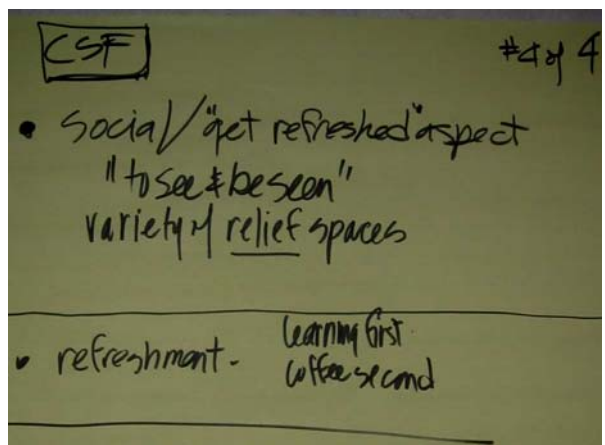 CSF #4 of 4
• Social / "get refreshed" aspect
"to see & be seen"
variety of relief spaces
• refreshment - learning first
coffee second